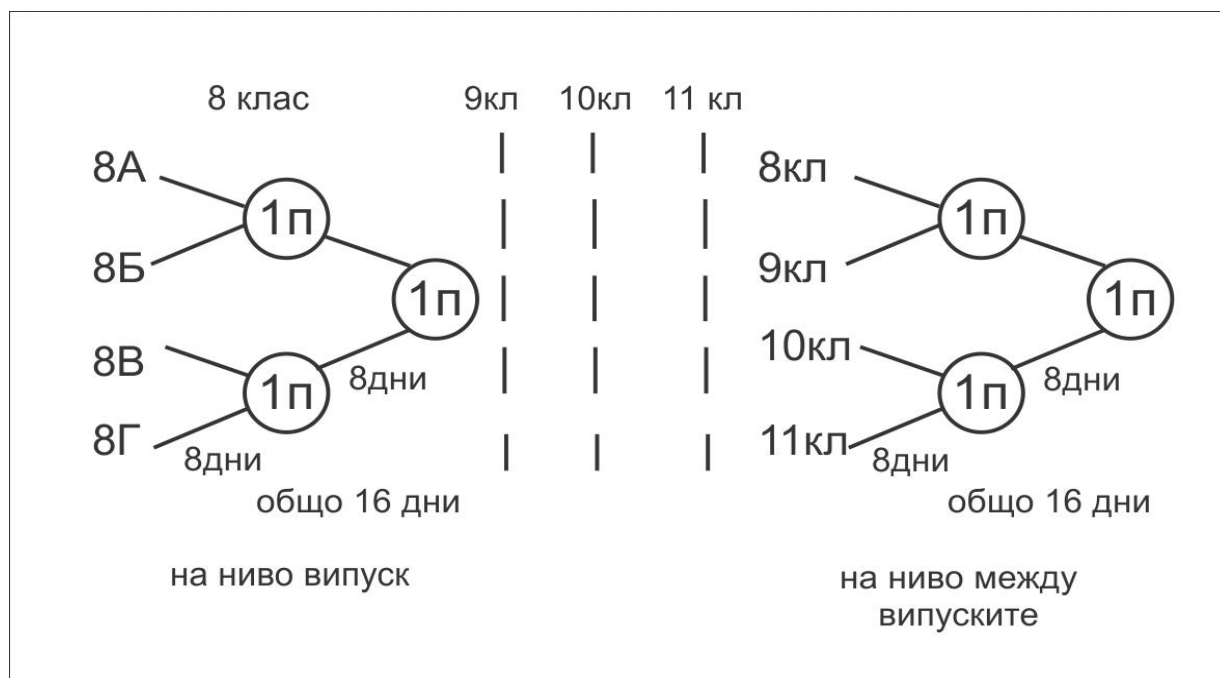 8 клас
9кл
10кл
11 кл
8А
8Б
8В
8Г
1п
1п
1п
8дни
8дни
общо 16 дни
на ниво випуск
8кл
9кл
10кл
11кл
1п
1п
1п
8дни
8дни
общо 16 дни
на ниво между
випуските